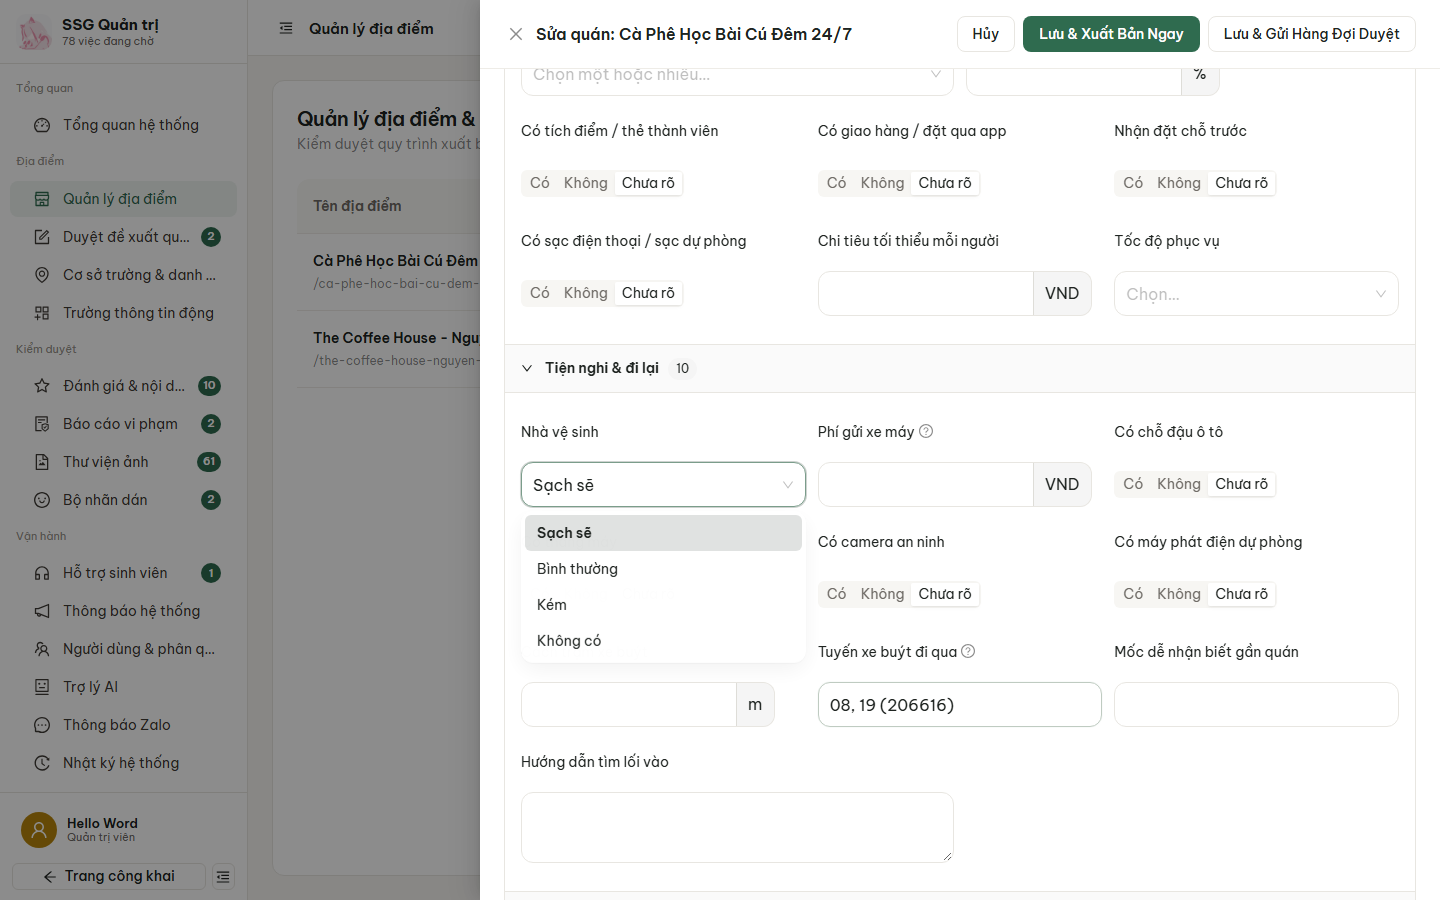 SSG Quản trị
78 việc đang chờ
Tổng quan
Tổng quan hệ thống
Địa điểm
Quản lý địa điểm
Duyệt đề xuất qu... 2
Cơ sở trường & danh ...
Trường thông tin động
Kiểm duyệt
Đánh giá & nội d... 10
Báo cáo vi phạm 2
Thư viện ảnh 61
Bộ nhãn dán 2
Vận hành
Hỗ trợ sinh viên 1
Thông báo hệ thống
Người dùng & phân q...
Trợ lý AI
Thông báo Zalo
Nhật ký hệ thống
Hello Word
Quản trị viên
Trang công khai
Quản lý địa điểm
Quản lý địa điểm &
Kiểm duyệt quy trình xuất b
Tên địa điểm
Cà Phê Học Bài Cú Đêm
/ca-phe-hoc-bai-cu-dem-
The Coffee House - Ngu
/the-coffee-house-nguyen-
Sửa quán: Cà Phê Học Bài Cú Đêm 24/7
Hủy
Lưu & Xuất Bản Ngay
Lưu & Gửi Hàng Đợi Duyệt
Chọn một hoặc nhiều...
%
Có tích điểm / thẻ thành viên
Có giao hàng / đặt qua app
Nhận đặt chỗ trước
Có Không Chưa rõ
Có Không Chưa rõ
Có Không Chưa rõ
Có sạc điện thoại / sạc dự phòng
Chi tiêu tối thiểu mỗi người
Tốc độ phục vụ
Có Không Chưa rõ
VND
Chọn...
Tiện nghi & đi lại 10
Nhà vệ sinh
Phí gửi xe máy
Có chỗ đậu ô tô
Sạch sẽ
VND
Có Không Chưa rõ
Sạch sẽ
Bình thường
Kém
Không có
Có camera an ninh
Có máy phát điện dự phòng
Có Không Chưa rõ
Có Không Chưa rõ
Tuyến xe buýt đi qua
Mốc dễ nhận biết gần quán
m
08, 19 (206616)
Hướng dẫn tìm lối vào